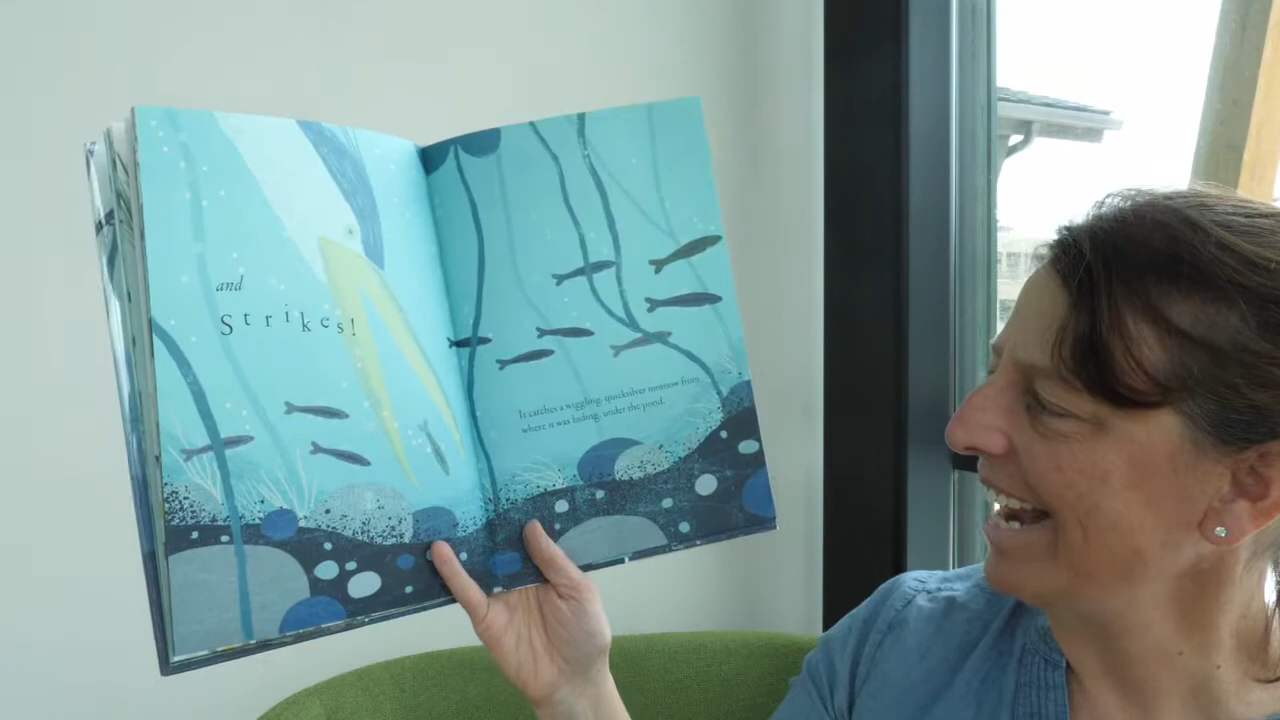 and
Strikes!
It catches a wiggling, quicksilver minnow from
where it was hiding, under the pond.